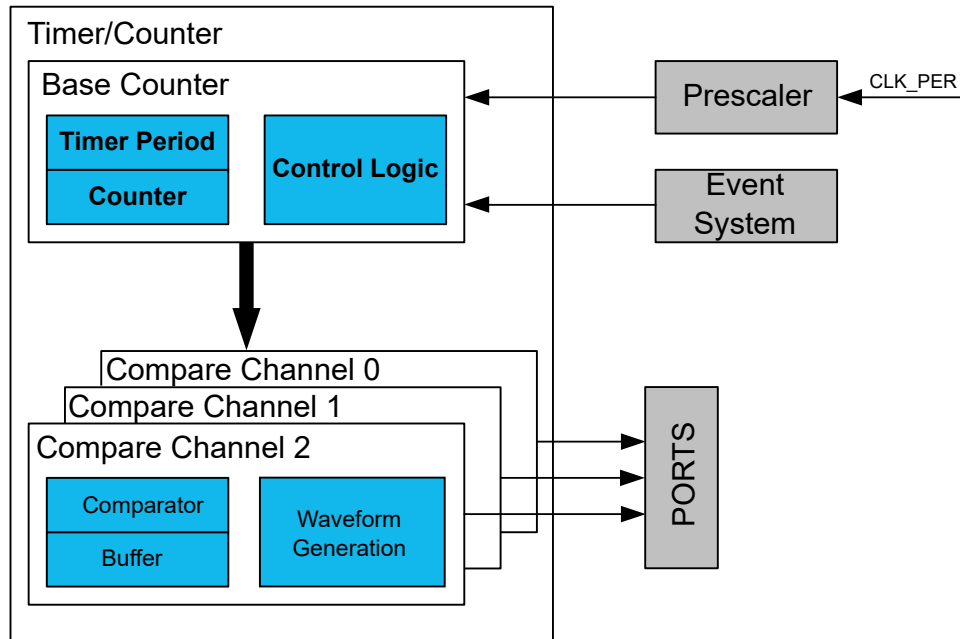 Timer/Counter
Base Counter
Timer Period
Counter
Control Logic
Prescaler
CLK_PER
Event
System
Compare Channel 0
Compare Channel 1
Compare Channel 2
Comparator
Buffer
Waveform
Generation
PORTS